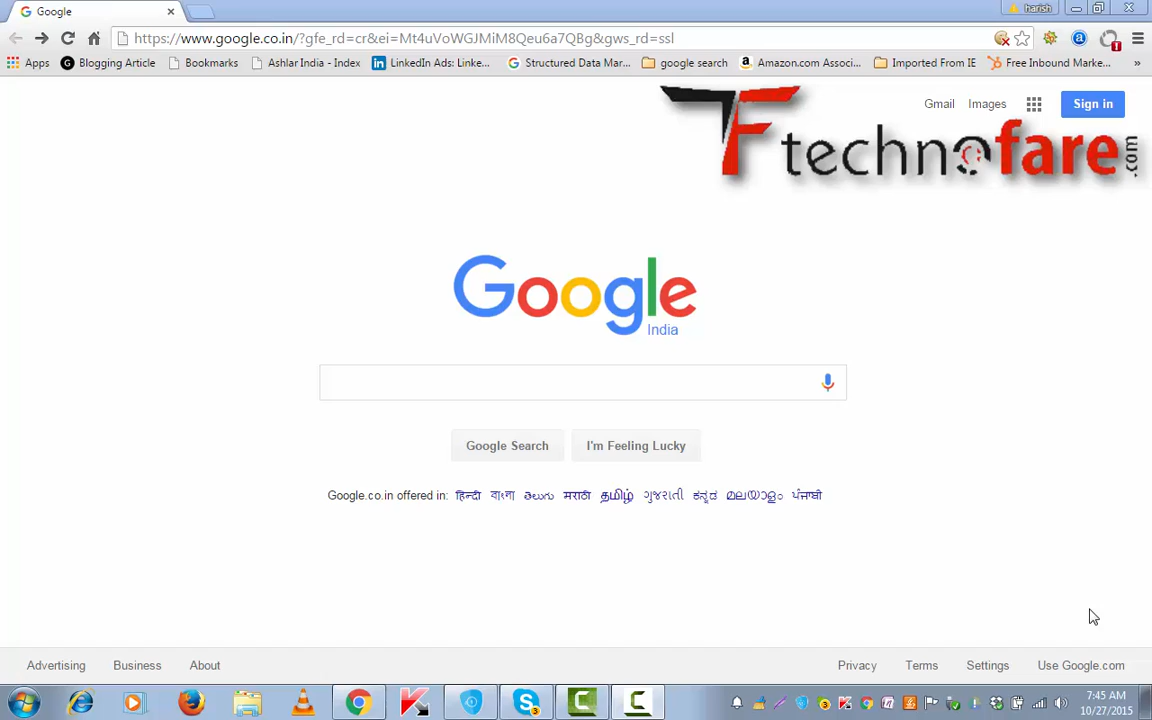 Google
harish
https://www.google.co.in/?gfe_rd=cr&ei=Mt4uVoWGJMiM8Qeu6a7QBg&gws_rd=ssl
Apps Blogging Article Bookmarks Ashlar India - Index LinkedIn Ads: Linke... Structured Data Mar... google search Amazon.com Associ... Imported From IE Free Inbound Marke... »
Gmail Images Sign in
TF technofare.com
Google
India
Google Search I'm Feeling Lucky
Google.co.in offered in: हिन्दी বাংলা తెలుగు मराठी தமிழ் ગુજરાતી ಕನ್ನಡ മലയാളം ਪੰਜਾਬੀ
Advertising Business About Privacy Terms Settings Use Google.com
7:45 AM
10/27/2015